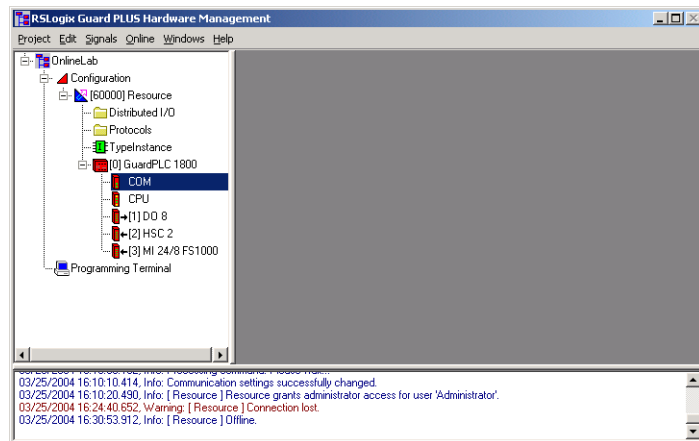 RSLogix Guard PLUS Hardware Management
Project Edit Signals Online Windows Help
OnlineLab
Configuration
[60000] Resource
Distributed I/O
Protocols
TypeInstance
[0] GuardPLC 1800
COM
CPU
[1] DO 8
[2] HSC 2
[3] MI 24/8 FS1000
Programming Terminal
03/25/2004 16:10:10.414, Info: Communication settings successfully changed.
03/25/2004 16:10:20.490, Info: [ Resource ] Resource grants administrator access for user 'Administrator'.
03/25/2004 16:24:40.652, Warning: [ Resource ] Connection lost.
03/25/2004 16:30:53.912, Info: [ Resource ] Offline.